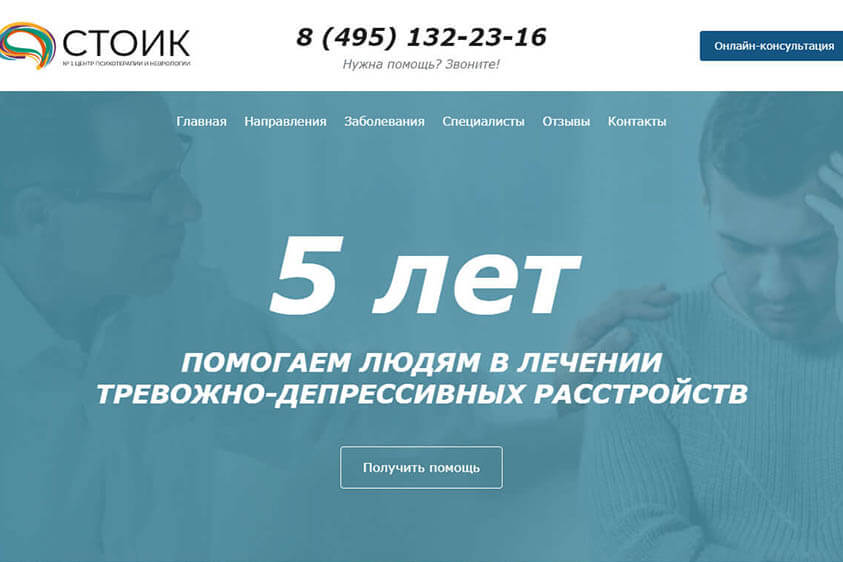 СТОИК
№ 1 ЦЕНТР ПСИХОТЕРАПИИ И НЕВРОЛОГИИ
8 (495) 132-23-16
Нужна помощь? Звоните!
Онлайн-консультация
Главная Направления Заболевания Специалисты Отзывы Контакты
5 лет
ПОМОГАЕМ ЛЮДЯМ В ЛЕЧЕНИИ
ТРЕВОЖНО-ДЕПРЕССИВНЫХ РАССТРОЙСТВ
Получить помощь